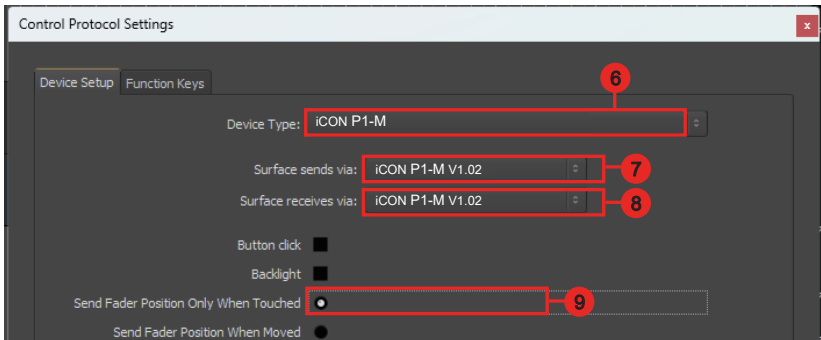 Control Protocol Settings
x
Device Setup Function Keys
6
Device Type: iCON P1-M
Surface sends via: iCON P1-M V1.02 7
Surface receives via: iCON P1-M V1.02 8
Button click
Backlight
Send Fader Position Only When Touched 9
Send Fader Position When Moved